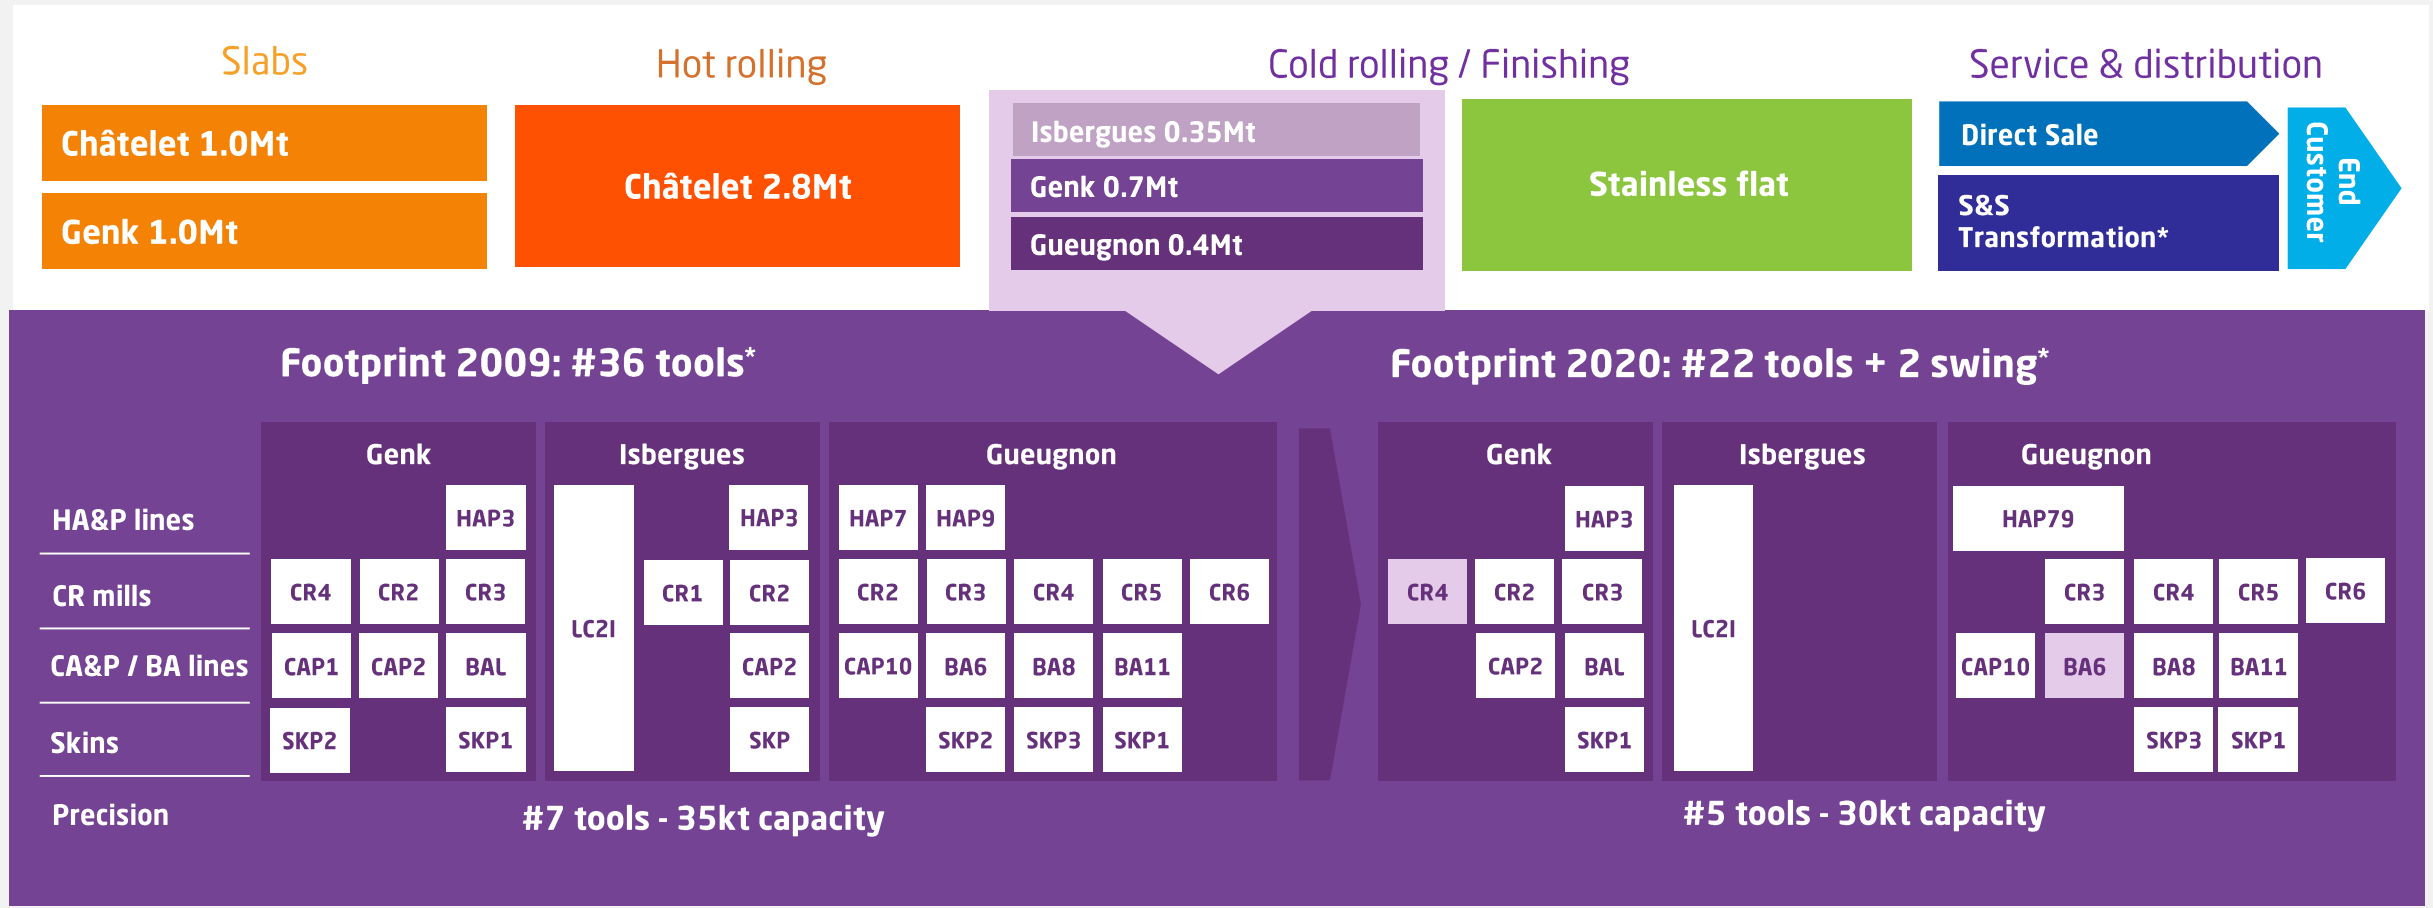 Slabs
Hot rolling
Cold rolling / Finishing
Service & distribution
Châtelet 1.0Mt
Genk 1.0Mt
Châtelet 2.8Mt
Isbergues 0.35Mt
Genk 0.7Mt
Gueugnon 0.4Mt
Stainless flat
Direct Sale
S&S
Transformation*
End
Customer
Footprint 2009: #36 tools*
Footprint 2020: #22 tools + 2 swing*
Genk
Isbergues
Gueugnon
Genk
Isbergues
Gueugnon
HA&P lines
HAP3
HAP3
HAP7
HAP9
HAP3
HAP79
CR mills
CR4
CR2
CR3
CR1
CR2
CR2
CR3
CR4
CR5
CR6
CR4
CR2
CR3
CR3
CR4
CR5
CR6
LC2I
LC2I
CA&P / BA lines
CAP1
CAP2
BAL
CAP2
CAP10
BA6
BA8
BA11
CAP2
BAL
CAP10
BA6
BA8
BA11
Skins
SKP2
SKP1
SKP
SKP2
SKP3
SKP1
SKP1
SKP3
SKP1
Precision
#7 tools - 35kt capacity
#5 tools - 30kt capacity